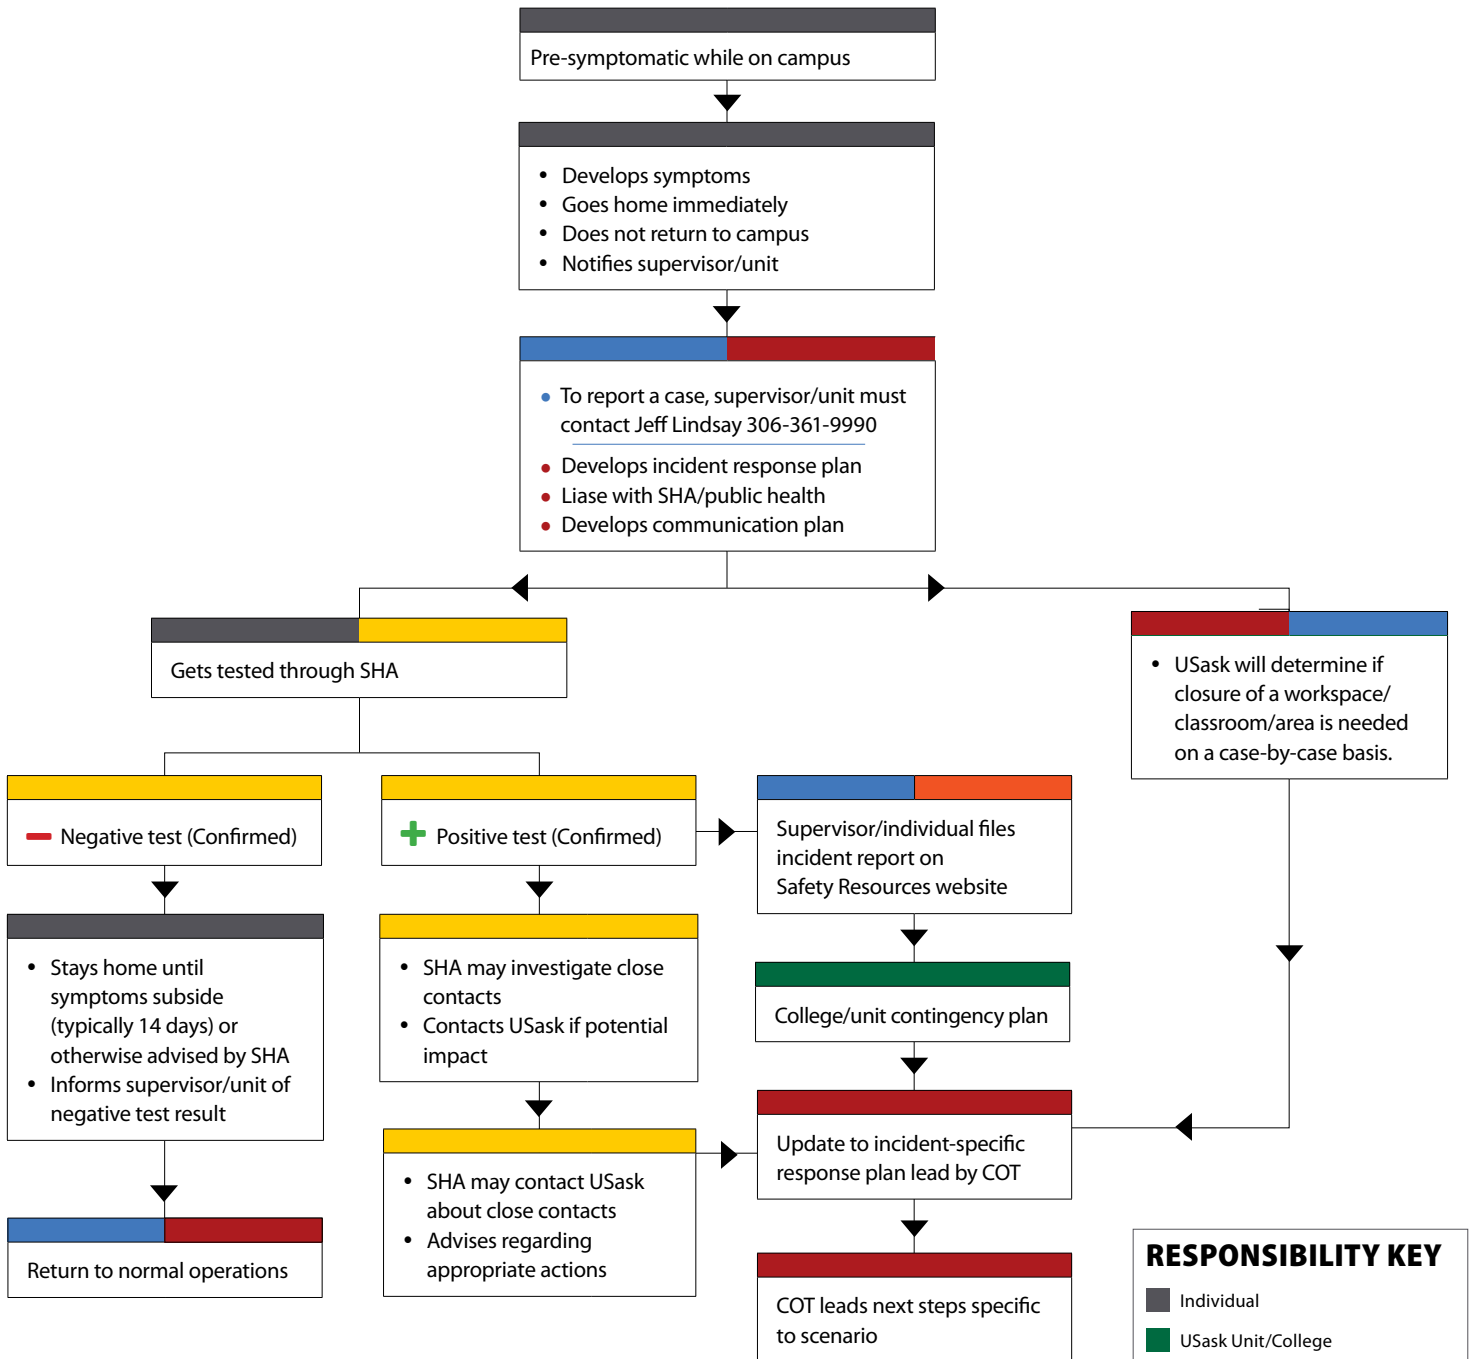 Pre-symptomatic while on campus
• Develops symptoms
• Goes home immediately
• Does not return to campus
• Notifies supervisor/unit
• To report a case, supervisor/unit must
contact Jeff Lindsay 306-361-9990
• Develops incident response plan
• Liase with SHA/public health
• Develops communication plan
Gets tested through SHA
• USask will determine if
closure of a workspace/
classroom/area is needed
on a case-by-case basis.
Negative test (Confirmed)
Positive test (Confirmed)
Supervisor/individual files
incident report on
Safety Resources website
• Stays home until
symptoms subside
(typically 14 days) or
otherwise advised by SHA
• Informs supervisor/unit of
negative test result
• SHA may investigate close
contacts
• Contacts USask if potential
impact
College/unit contingency plan
Update to incident-specific
response plan lead by COT
• SHA may contact USask
about close contacts
• Advises regarding
appropriate actions
Return to normal operations
COT leads next steps specific
to scenario
RESPONSIBILITY KEY
Individual
USask Unit/College